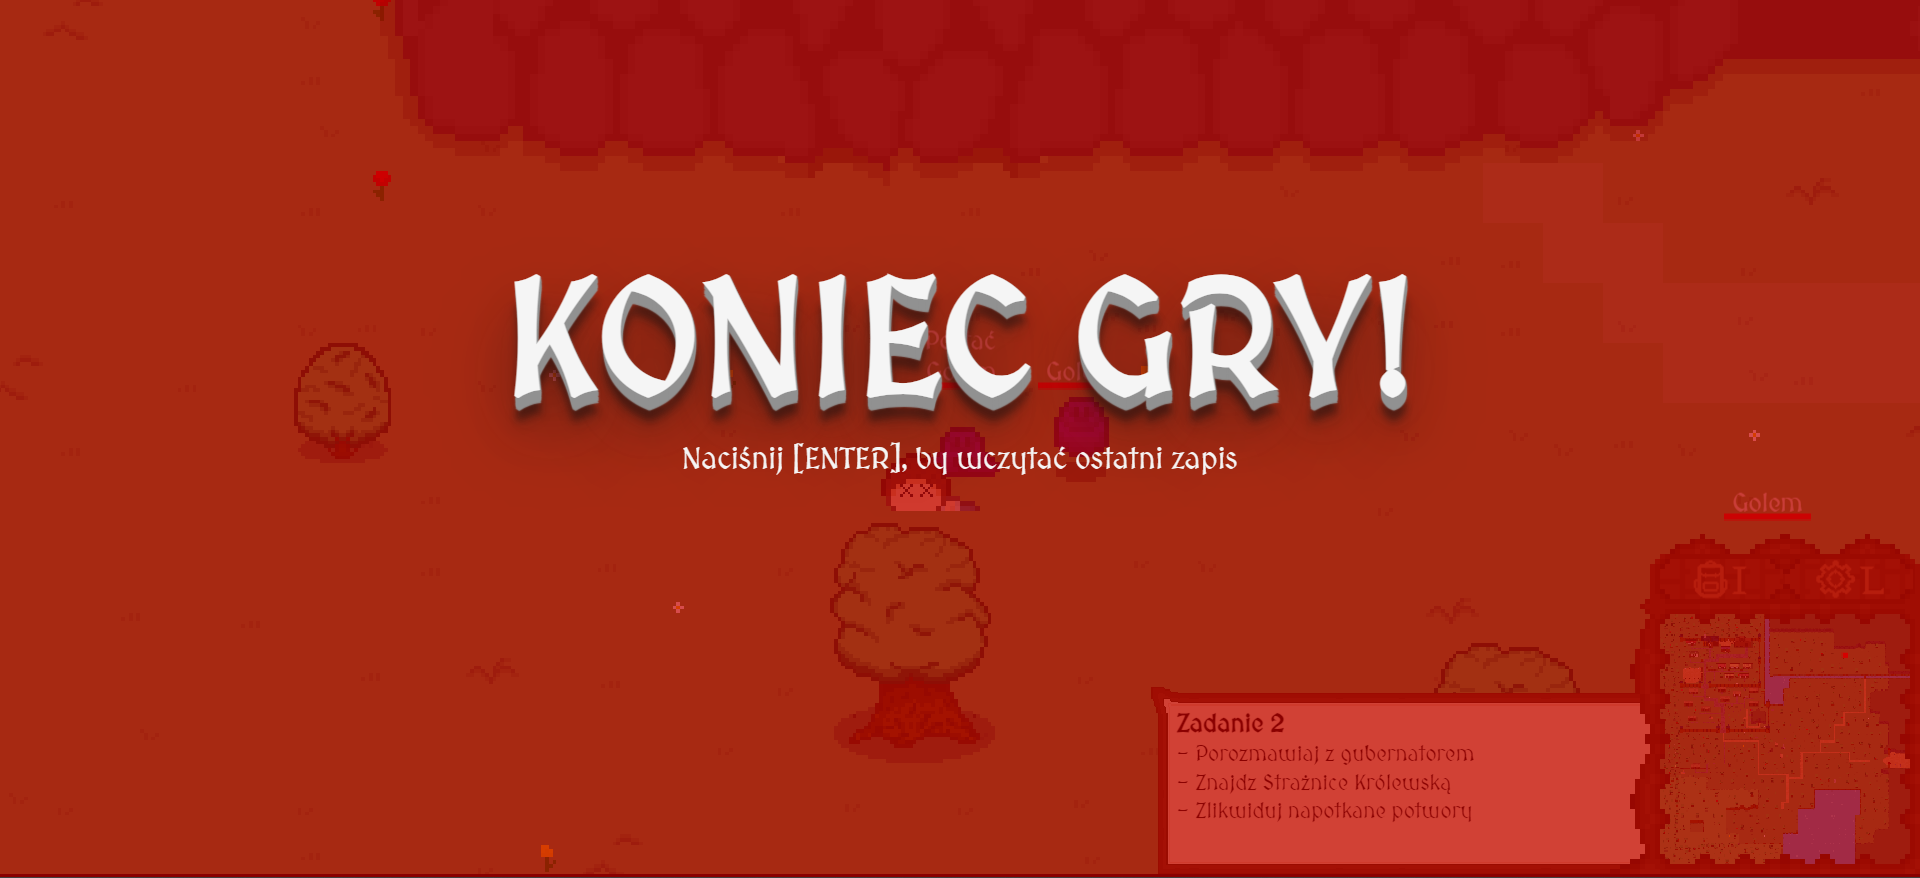 KONIEC GRY!
Naciśnij [ENTER], by wczytać ostatni zapis
Golem
I L
Zadanie 2
- Porozmawiaj z gubernatorem
- Znajdz Strażnice Królewską
- Zlikwiduj napotkane potwory